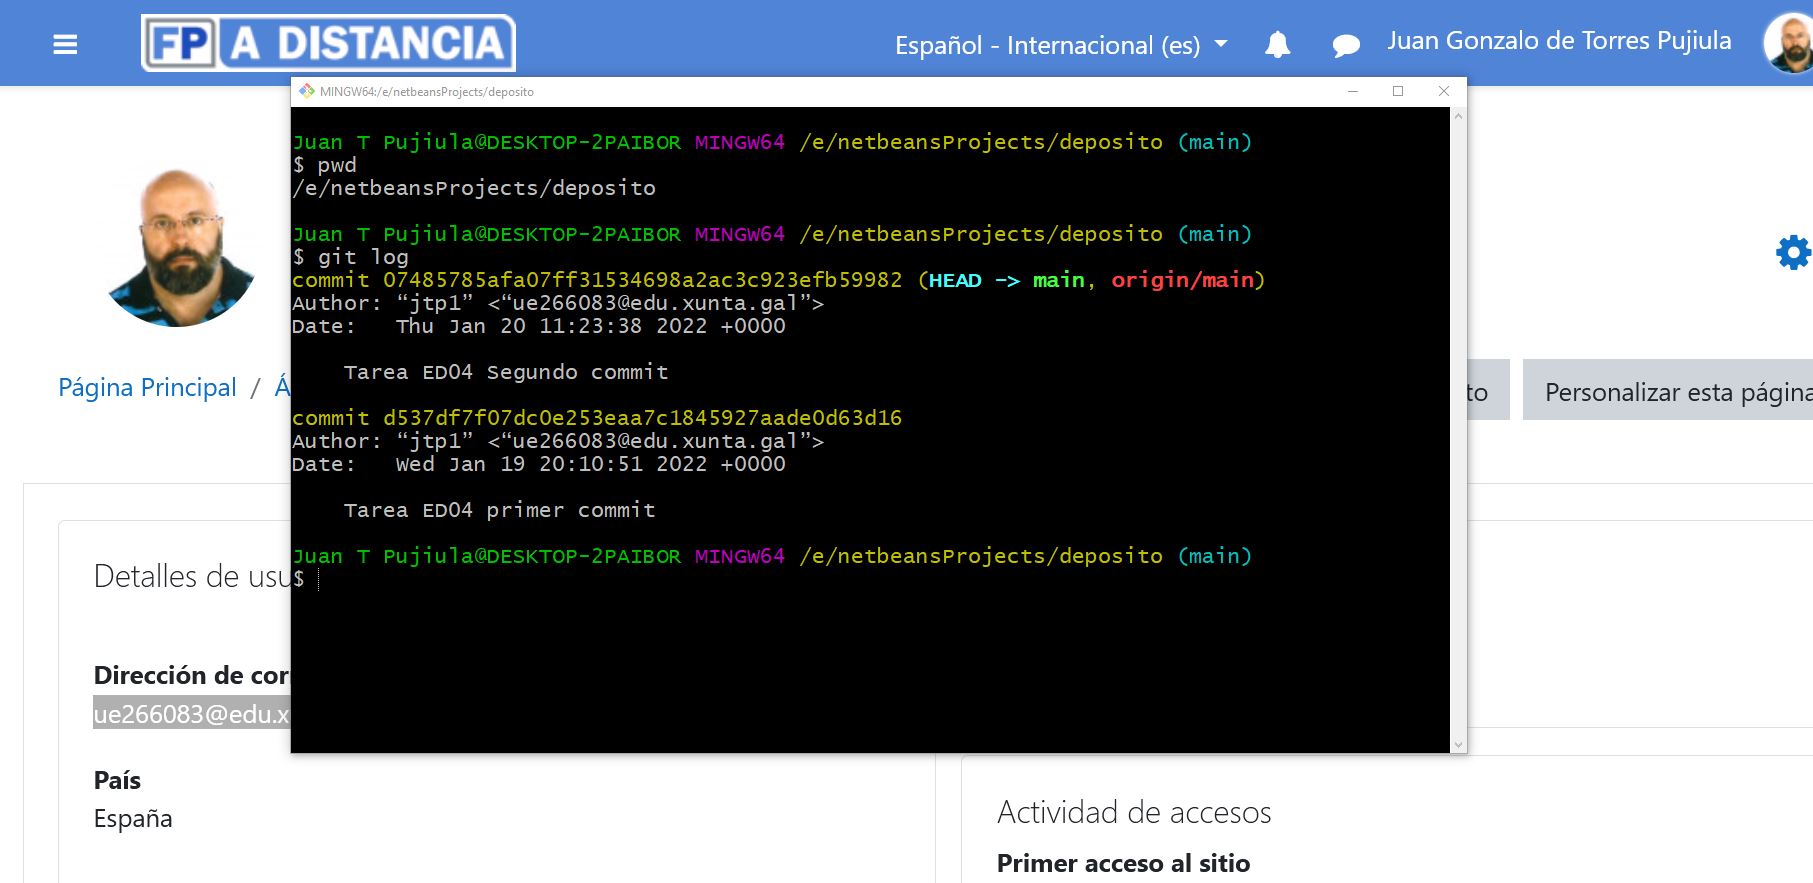 FP A DISTANCIA
Español - Internacional (es)
Juan Gonzalo de Torres Pujiula
MINGW64:/e/netbeansProjects/deposito
Juan T Pujiula@DESKTOP-2PAIBOR MINGW64 /e/netbeansProjects/deposito (main)
$ pwd
/e/netbeansProjects/deposito
Juan T Pujiula@DESKTOP-2PAIBOR MINGW64 /e/netbeansProjects/deposito (main)
$ git log
commit 07485785afa07ff31534698a2ac3c923efb59982 (HEAD -> main, origin/main)
Author: “jtp1” <“ue266083@edu.xunta.gal”>
Date:   Thu Jan 20 11:23:38 2022 +0000
Tarea ED04 Segundo commit
commit d537df7f07dc0e253eaa7c1845927aade0d63d16
Author: “jtp1” <“ue266083@edu.xunta.gal”>
Date:   Wed Jan 19 20:10:51 2022 +0000
Tarea ED04 primer commit
Juan T Pujiula@DESKTOP-2PAIBOR MINGW64 /e/netbeansProjects/deposito (main)
$
Página Principal / Á
to
Personalizar esta página
Detalles de usu
Dirección de cor
ue266083@edu.x
País
España
Actividad de accesos
Primer acceso al sitio